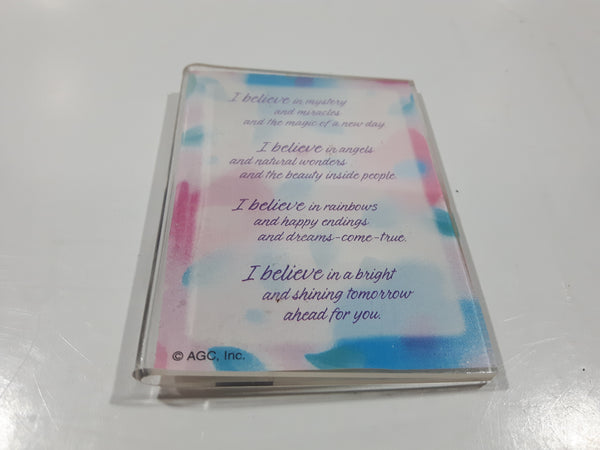 I believe in mystery
and miracles
and the magic of a new day.
I believe in angels
and natural wonders
and the beauty inside people.
I believe in rainbows
and happy endings
and dreams-come-true.
I believe in a bright
and shining tomorrow
ahead for you.
© AGC, Inc.